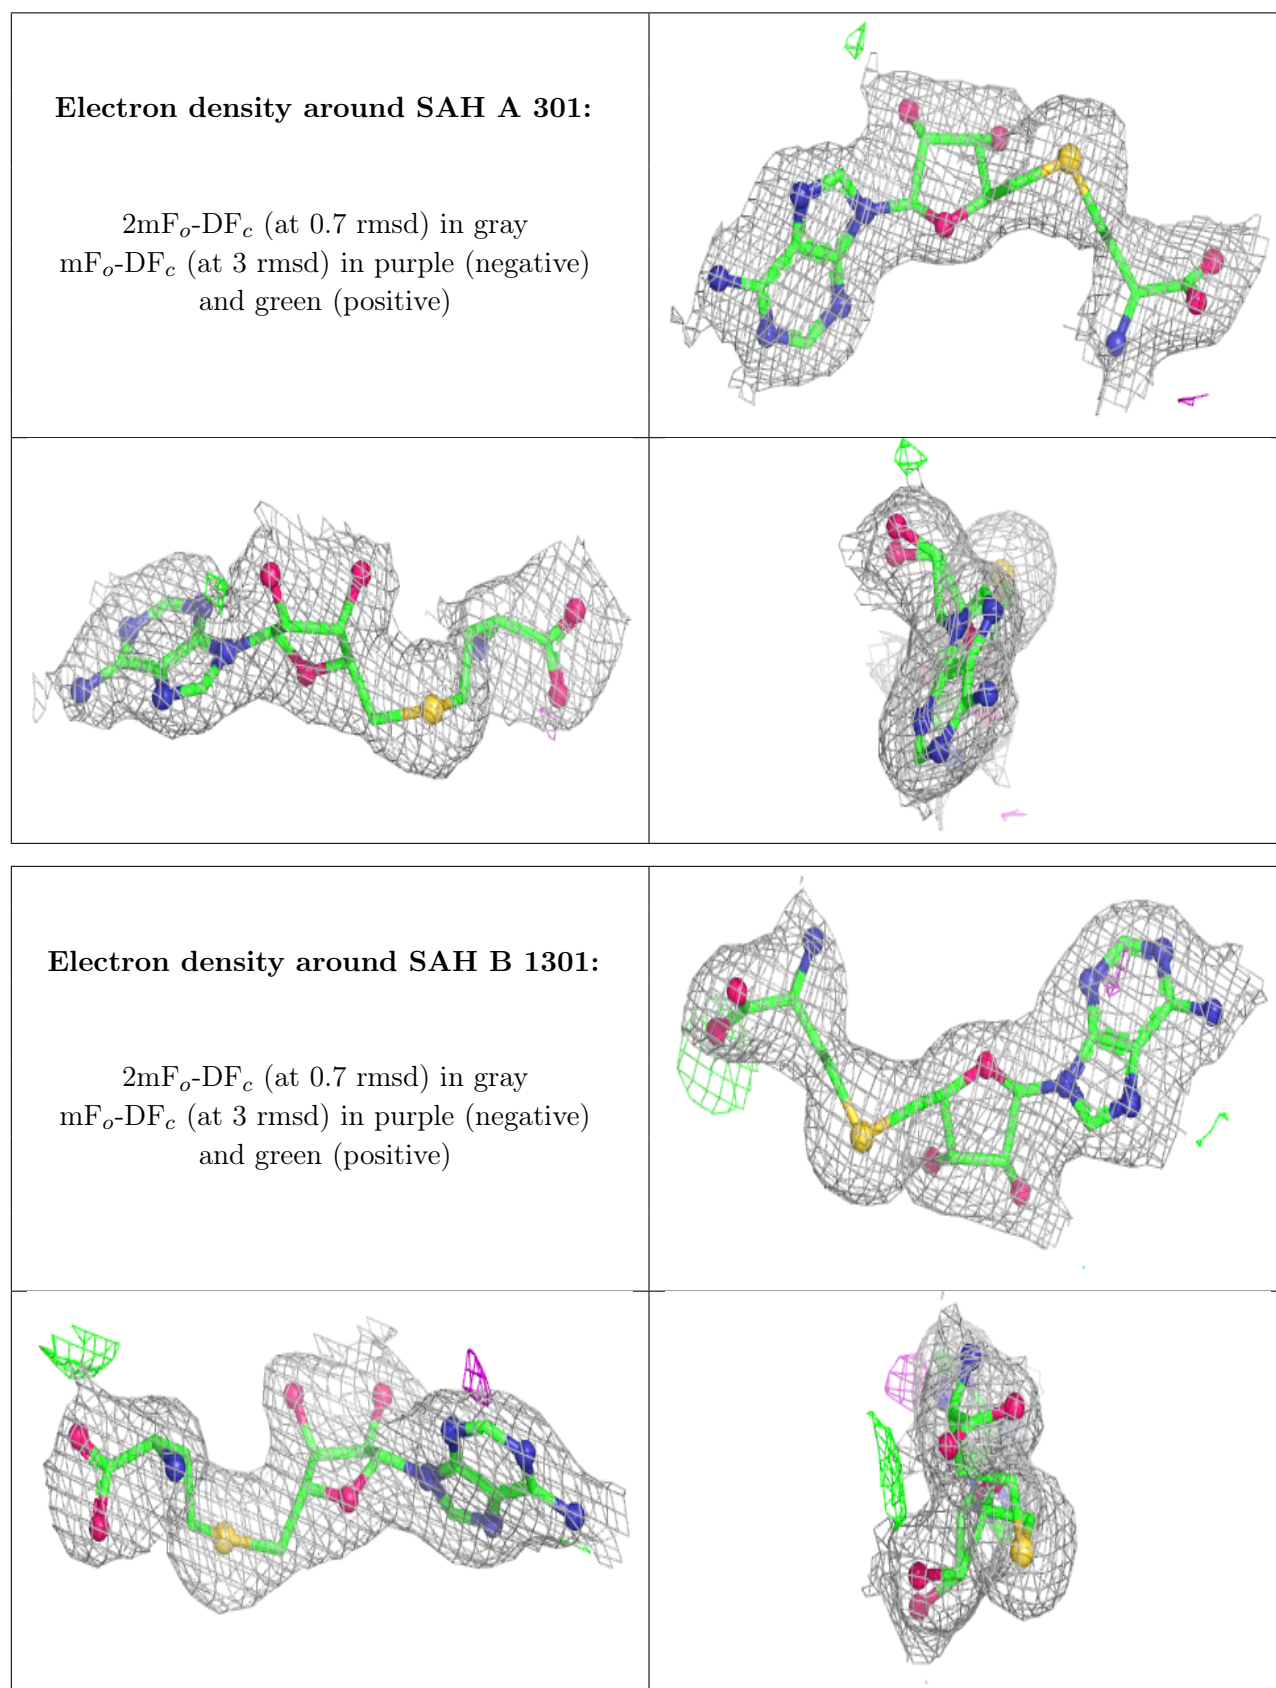 Electron density around SAH A 301:
2mFo-DFc (at 0.7 rmsd) in gray
mFo-DFc (at 3 rmsd) in purple (negative)
and green (positive)
Electron density around SAH B 1301:
2mFo-DFc (at 0.7 rmsd) in gray
mFo-DFc (at 3 rmsd) in purple (negative)
and green (positive)